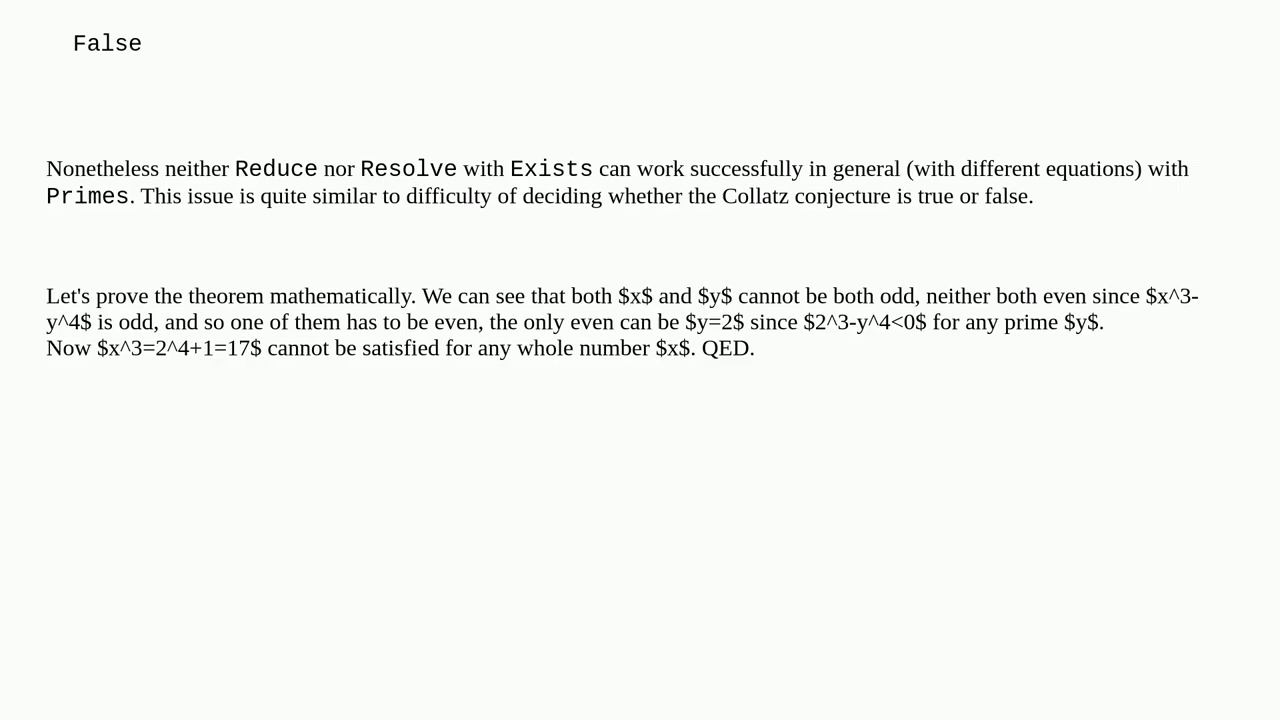 False
Nonetheless neither Reduce nor Resolve with Exists can work successfully in general (with different equations) with
Primes. This issue is quite similar to difficulty of deciding whether the Collatz conjecture is true or false.
Let's prove the theorem mathematically. We can see that both $x$ and $y$ cannot be both odd, neither both even since $x^3-
y^4$ is odd, and so one of them has to be even, the only even can be $y=2$ since $2^3-y^4<0$ for any prime $y$.
Now $x^3=2^4+1=17$ cannot be satisfied for any whole number $x$. QED.